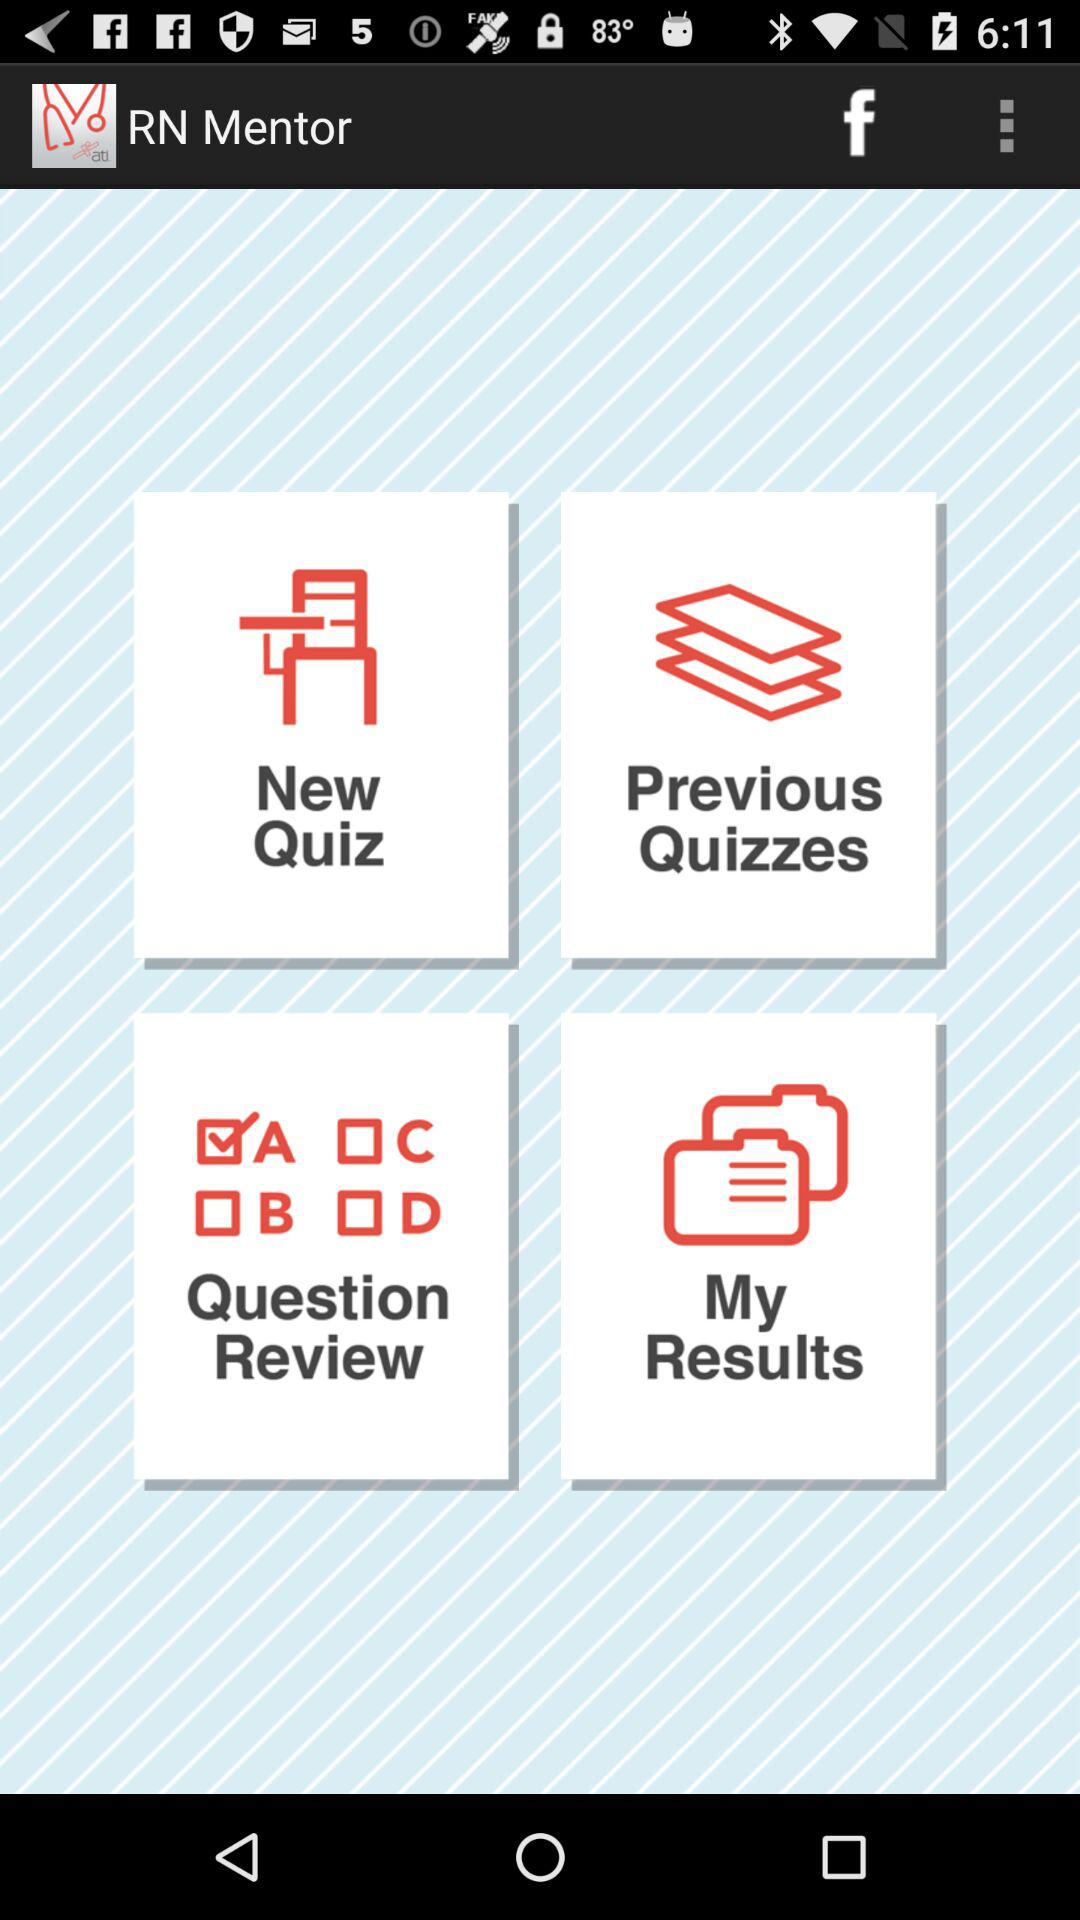 5 FAKE 83° 6:11
ati
RN Mentor
New
Quiz
Previous
Quizzes
A C
B D
Question
Review
My
Results